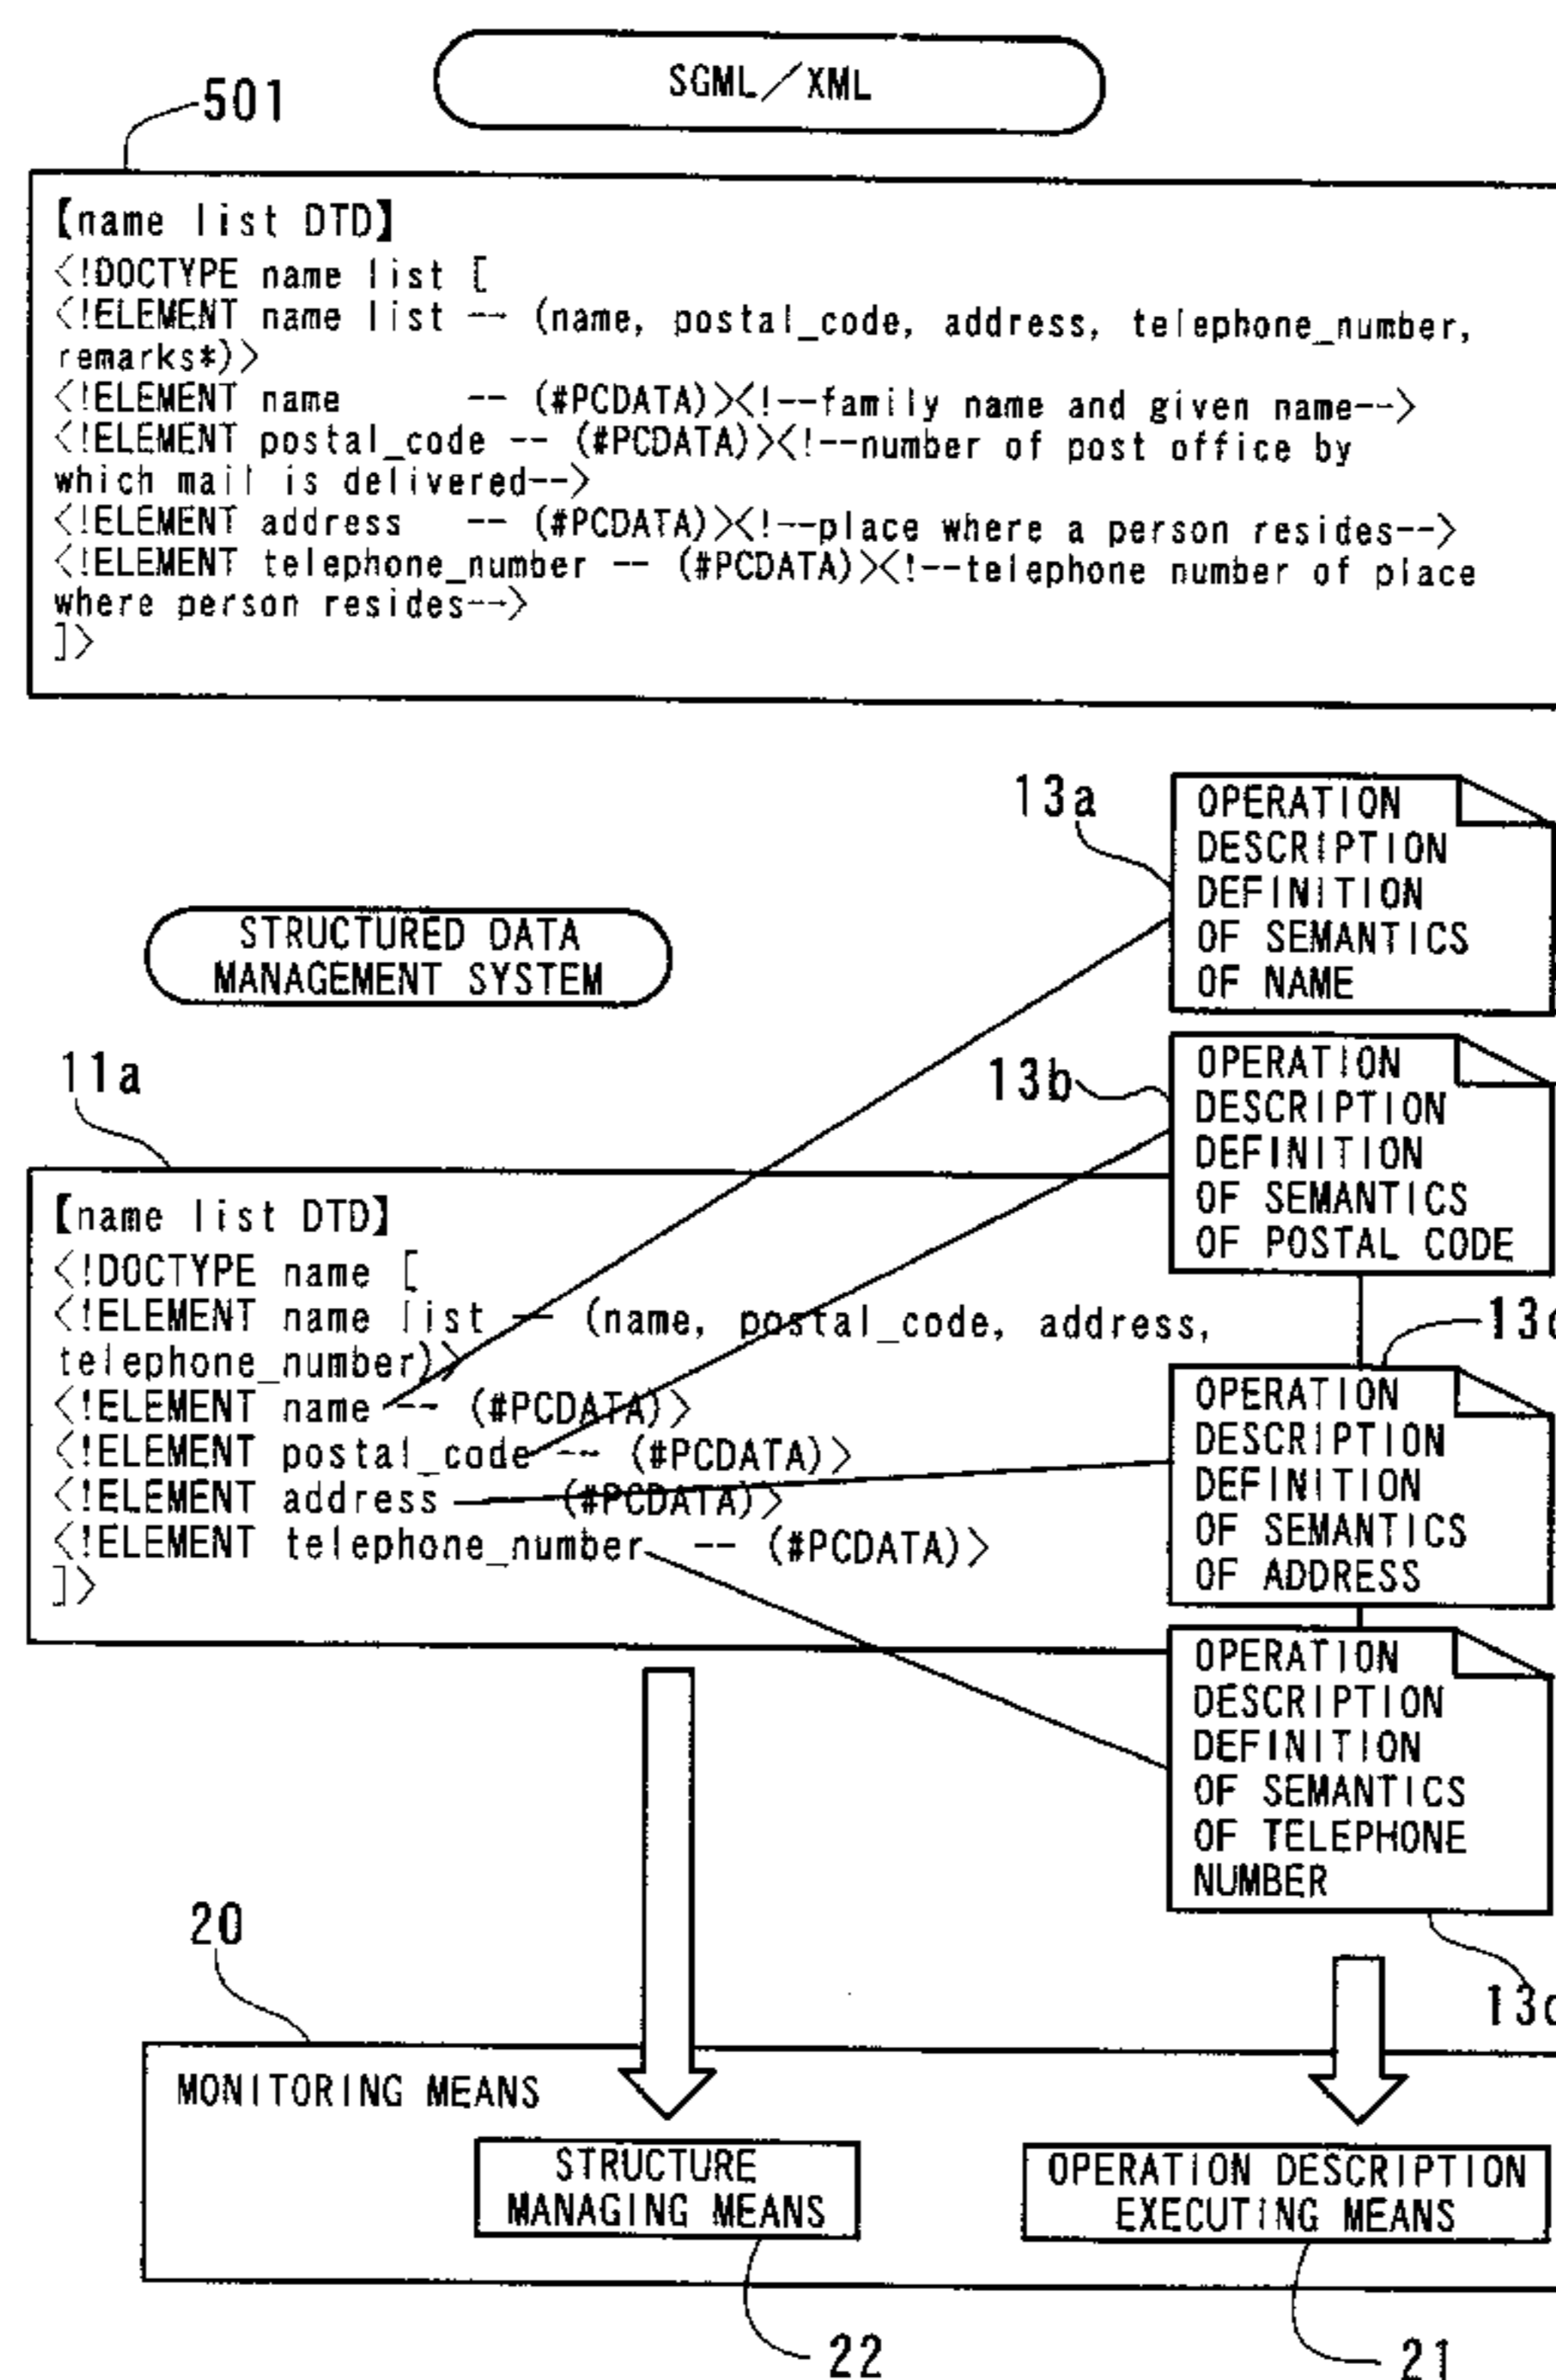 SGML/XML
501
【name list DTD】
<!DOCTYPE name list [
<!ELEMENT name list -- (name, postal_code, address, telephone_number,
remarks*)>
<!ELEMENT name -- (#PCDATA)><!--family name and given name-->
<!ELEMENT postal_code -- (#PCDATA)><!--number of post office by
which mail is delivered-->
<!ELEMENT address -- (#PCDATA)><!--place where a person resides-->
<!ELEMENT telephone_number -- (#PCDATA)><!--telephone number of place
where person resides-->
]>
13a
OPERATION
DESCRIPTION
DEFINITION
OF SEMANTICS
OF NAME
STRUCTURED DATA
MANAGEMENT SYSTEM
11a
13b
OPERATION
DESCRIPTION
DEFINITION
OF SEMANTICS
OF POSTAL CODE
【name list DTD】
<!DOCTYPE name [
<!ELEMENT name list -- (name, postal_code, address,
telephone_number)>
<!ELEMENT name -- (#PCDATA)>
<!ELEMENT postal_code -- (#PCDATA)>
<!ELEMENT address -- (#PCDATA)>
<!ELEMENT telephone_number -- (#PCDATA)>
]>
OPERATION
DESCRIPTION
DEFINITION
OF SEMANTICS
OF ADDRESS
OPERATION
DESCRIPTION
DEFINITION
OF SEMANTICS
OF TELEPHONE
NUMBER
20
MONITORING MEANS
STRUCTURE
MANAGING MEANS
OPERATION DESCRIPTION
EXECUTING MEANS
22
21